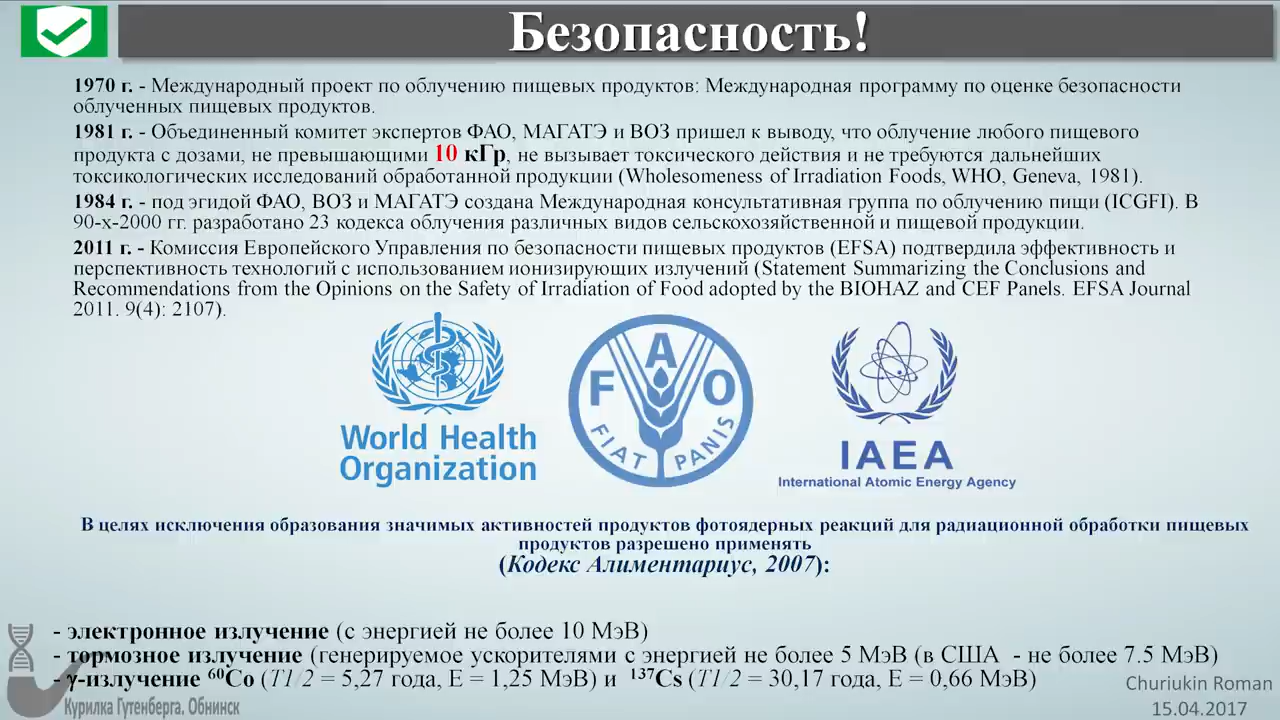 Безопасность!
1970 г. - Международный проект по облучению пищевых продуктов: Международная программу по оценке безопасности
облученных пищевых продуктов.
1981 г. - Объединенный комитет экспертов ФАО, МАГАТЭ и ВОЗ пришел к выводу, что облучение любого пищевого
продукта с дозами, не превышающими 10 кГр, не вызывает токсического действия и не требуются дальнейших
токсикологических исследований обработанной продукции (Wholesomeness of Irradiation Foods, WHO, Geneva, 1981).
1984 г. - под эгидой ФАО, ВОЗ и МАГАТЭ создана Международная консультативная группа по облучению пищи (ICGFI). В
90-х-2000 гг. разработано 23 кодекса облучения различных видов сельскохозяйственной и пищевой продукции.
2011 г. - Комиссия Европейского Управления по безопасности пищевых продуктов (EFSA) подтвердила эффективность и
перспективность технологий с использованием ионизирующих излучений (Statement Summarizing the Conclusions and
Recommendations from the Opinions on the Safety of Irradiation of Food adopted by the BIOHAZ and CEF Panels. EFSA Journal
2011. 9(4): 2107).
World Health
Organization
F A O
FIAT PANIS
IAEA
International Atomic Energy Agency
В целях исключения образования значимых активностей продуктов фотоядерных реакций для радиационной обработки пищевых
продуктов разрешено применять
(Кодекс Алиментариус, 2007):
- электронное излучение (с энергией не более 10 МэВ)
- тормозное излучение (генерируемое ускорителями с энергией не более 5 МэВ (в США - не более 7.5 МэВ)
- γ-излучение ⁶⁰Co (T1/2 = 5,27 года, E = 1,25 МэВ) и ¹³⁷Cs (T1/2 = 30,17 года, E = 0,66 МэВ)
Курилка Гутенберга. Обнинск
Churiukin Roman
15.04.2017